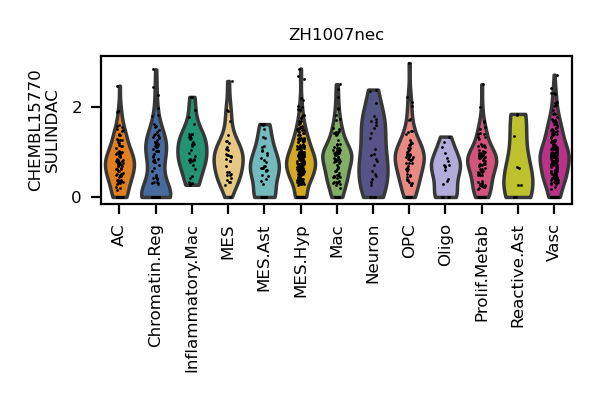 ZH1007nec
CHEMBL15770
SULINDAC
2
0
AC
Chromatin.Reg
Inflammatory.Mac
MES
MES.Ast
MES.Hyp
Mac
Neuron
OPC
Oligo
Prolif.Metab
Reactive.Ast
Vasc